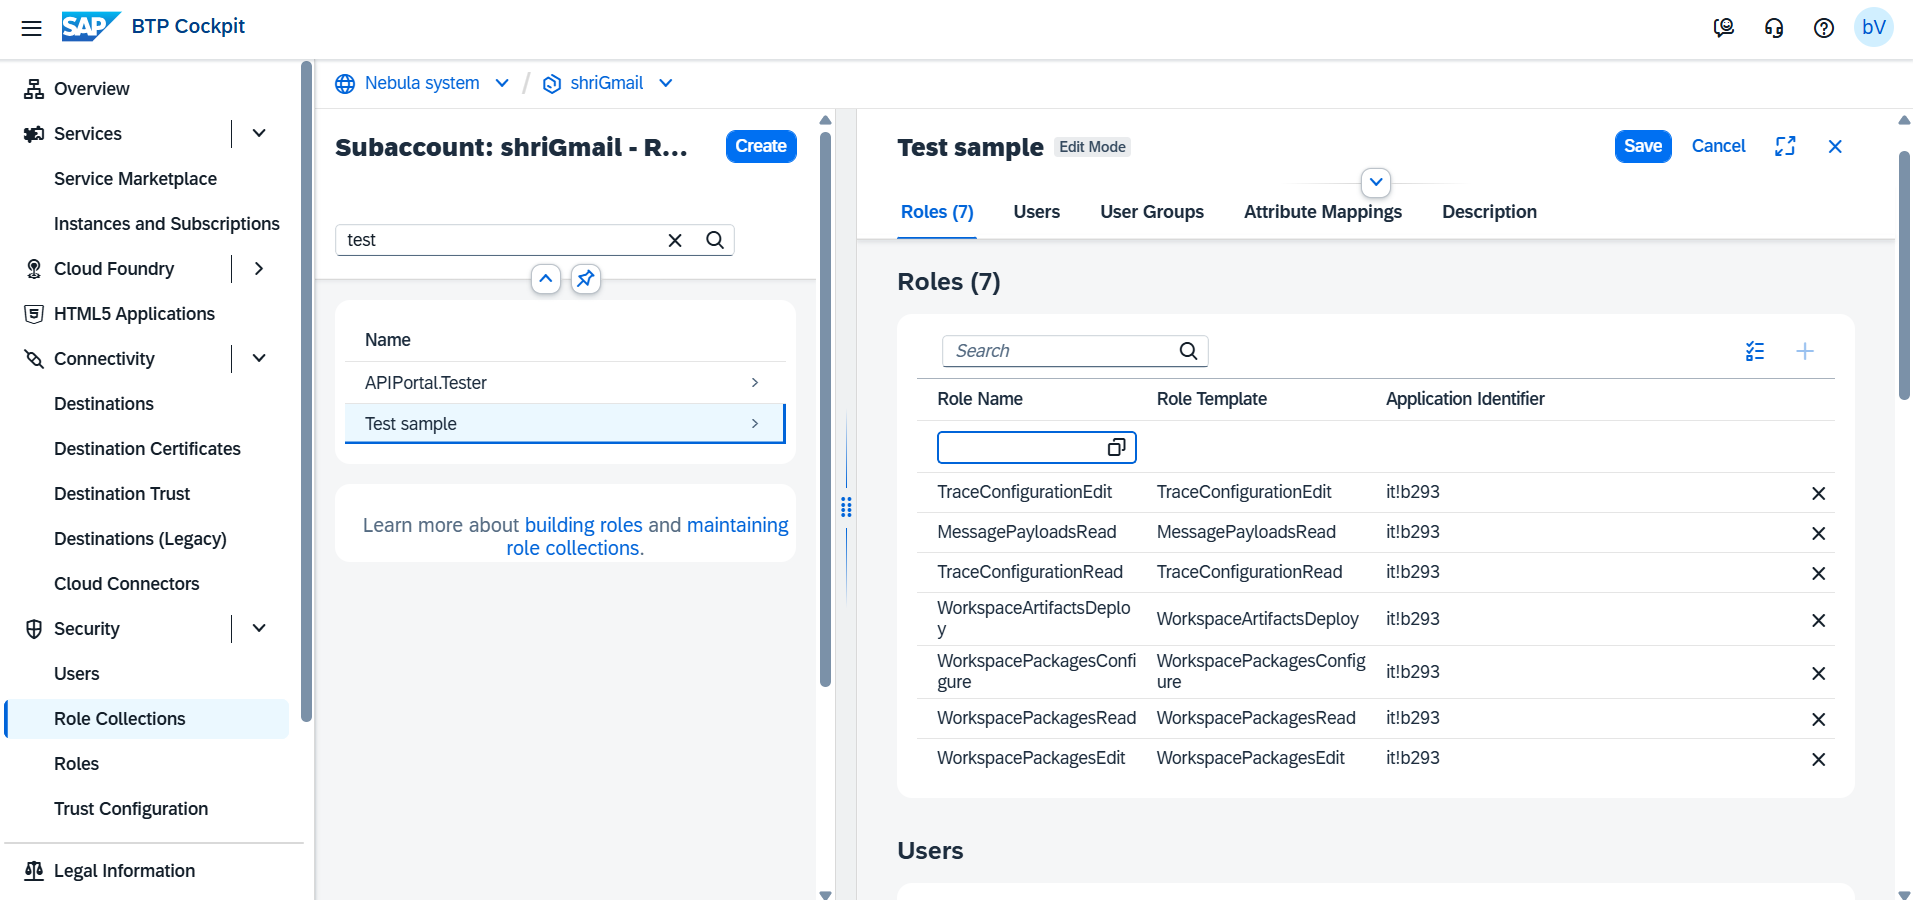 SAP BTP Cockpit
bV
Overview
Services
Service Marketplace
Instances and Subscriptions
Cloud Foundry
HTML5 Applications
Connectivity
Destinations
Destination Certificates
Destination Trust
Destinations (Legacy)
Cloud Connectors
Security
Users
Role Collections
Roles
Trust Configuration
Legal Information
Nebula system / shriGmail
Subaccount: shriGmail - R...
Create
test
Name
APIPortal.Tester
Test sample
Learn more about building roles and maintaining
role collections.
Test sample Edit Mode
Save Cancel
Roles (7) Users User Groups Attribute Mappings Description
Roles (7)
Search
Role Name Role Template Application Identifier
TraceConfigurationEdit TraceConfigurationEdit it!b293
MessagePayloadsRead MessagePayloadsRead it!b293
TraceConfigurationRead TraceConfigurationRead it!b293
WorkspaceArtifactsDeplo
y WorkspaceArtifactsDeploy it!b293
WorkspacePackagesConfi WorkspacePackagesConfig
gure ure it!b293
WorkspacePackagesRead WorkspacePackagesRead it!b293
WorkspacePackagesEdit WorkspacePackagesEdit it!b293
Users